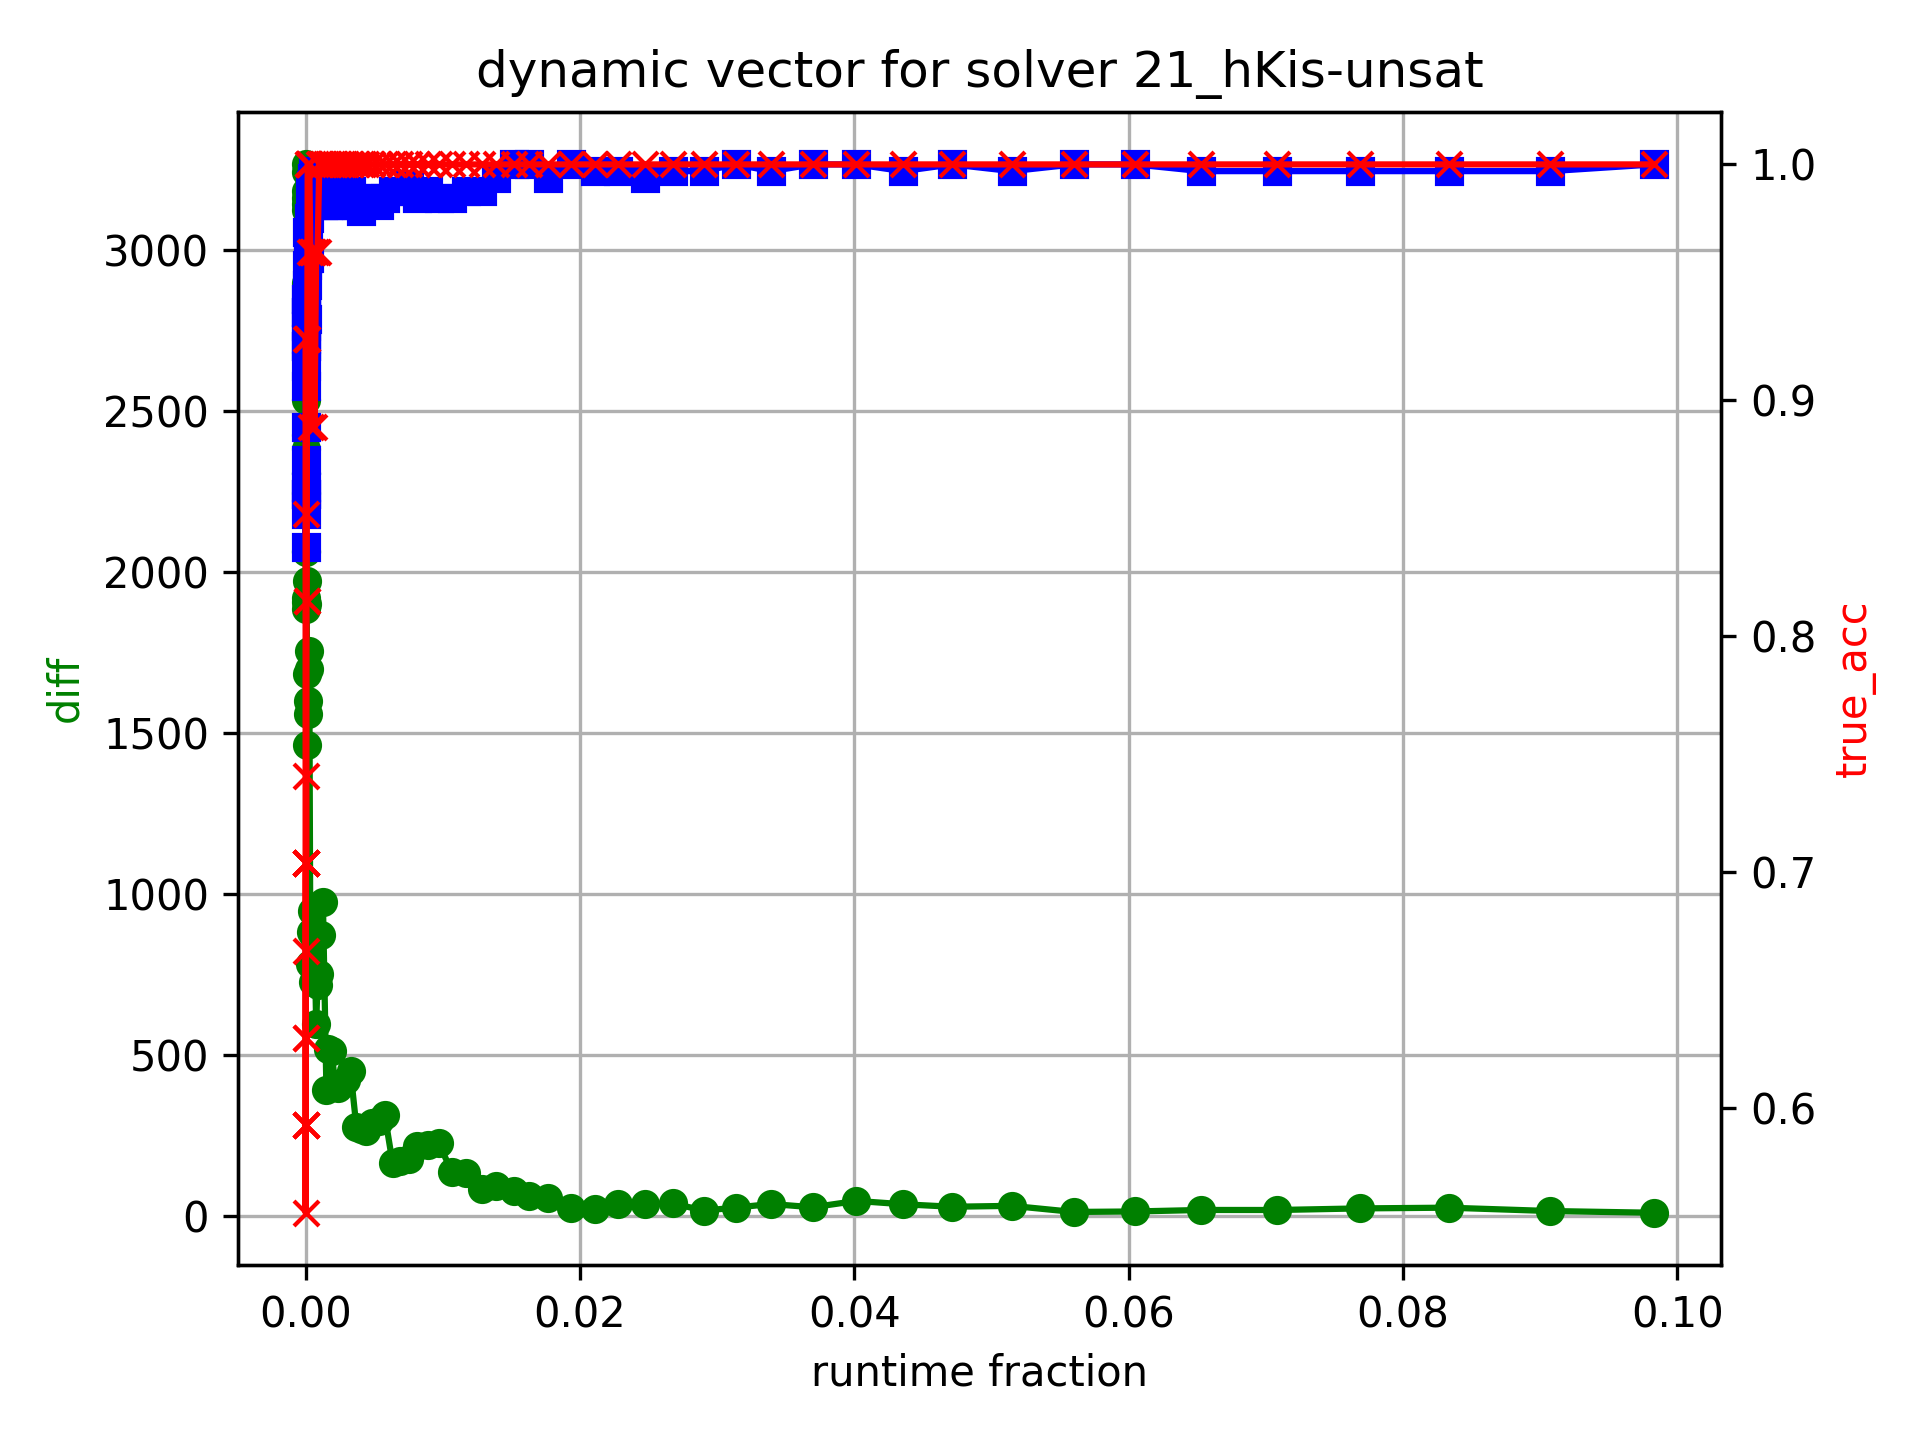 dynamic vector for solver 21_hKis-unsat
3000
2500
2000
1500
1000
500
0
diff
1.0
0.9
0.8
0.7
0.6
true_acc
0.00 0.02 0.04 0.06 0.08 0.10
runtime fraction